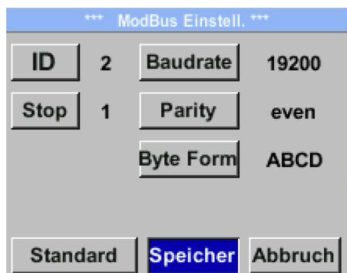 *** ModBus Einstell. ***
ID 2 Baudrate 19200
Stop 1 Parity even
Byte Form ABCD
Standard Speicher Abbruch